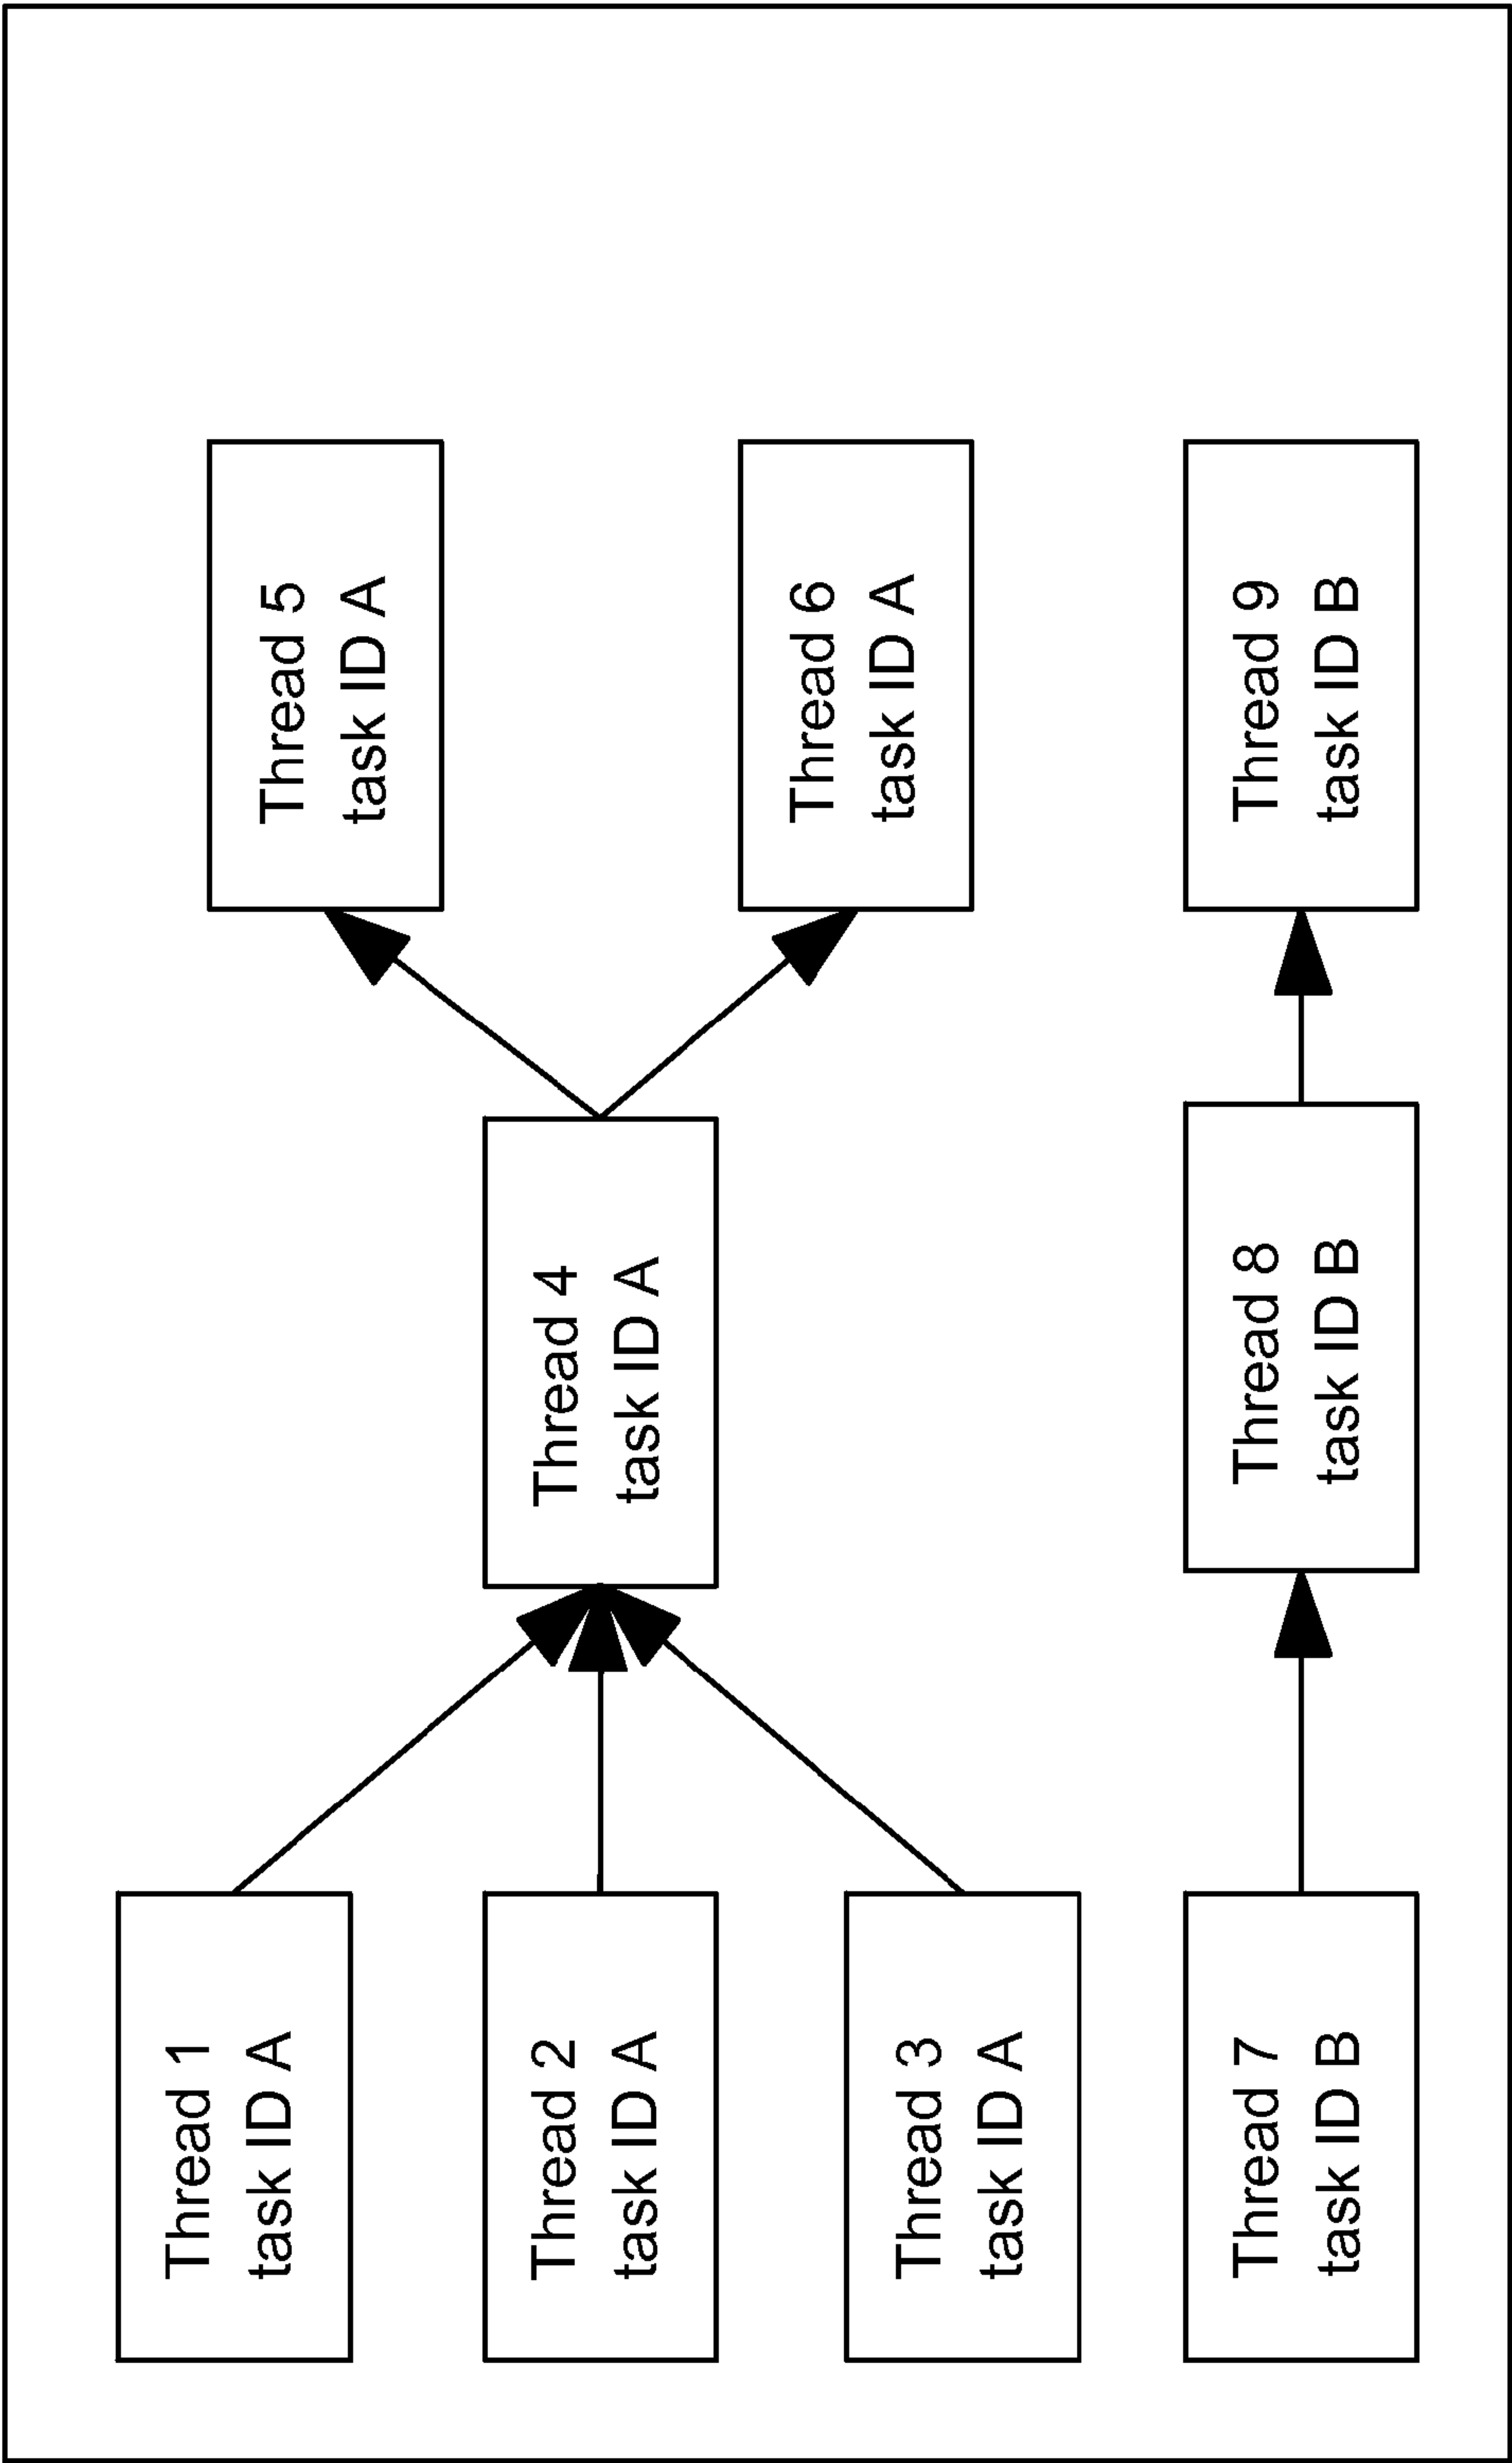 Thread 1
task ID A
Thread 2
task ID A
Thread 3
task ID A
Thread 4
task ID A
Thread 5
task ID A
Thread 6
task ID A
Thread 7
task ID B
Thread 8
task ID B
Thread 9
task ID B